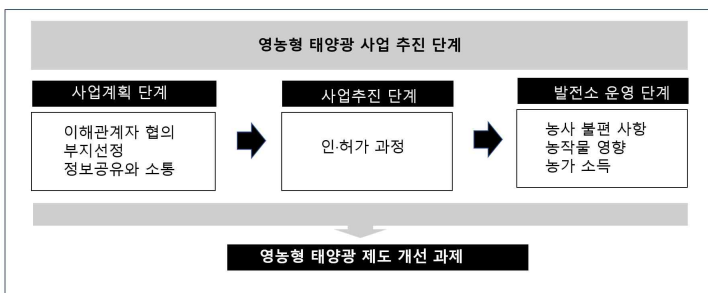 영농형 태양광 사업 추진 단계
사업계획 단계
이해관계자 협의
부지선정
정보공유와 소통
사업추진 단계
인·허가 과정
발전소 운영 단계
농사 불편 사항
농작물 영향
농가 소득
영농형 태양광 제도 개선 과제